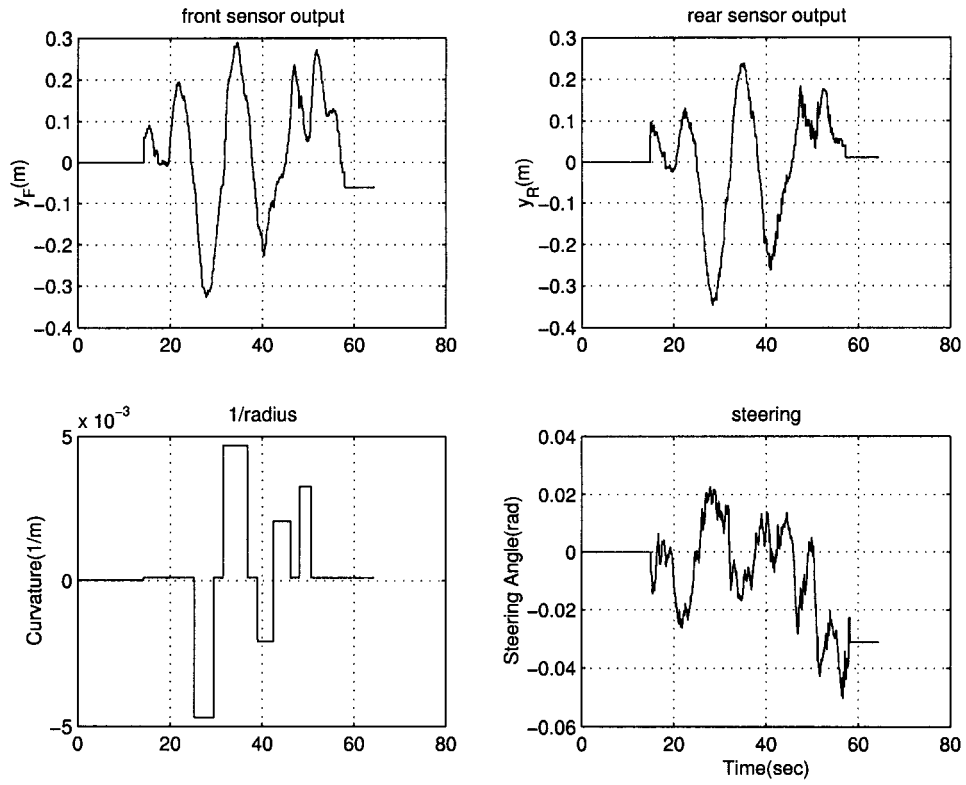 front sensor output
0.3
0.2
0.1
0
−0.1
−0.2
−0.3
−0.4
y_F(m)
0 20 40 60 80
rear sensor output
0.3
0.2
0.1
0
−0.1
−0.2
−0.3
−0.4
y_R(m)
0 20 40 60 80
x 10⁻³
1/radius
5
0
−5
Curvature(1/m)
0 20 40 60 80
steering
0.04
0.02
0
−0.02
−0.04
−0.06
Steering Angle(rad)
0 20 40 60 80
Time(sec)